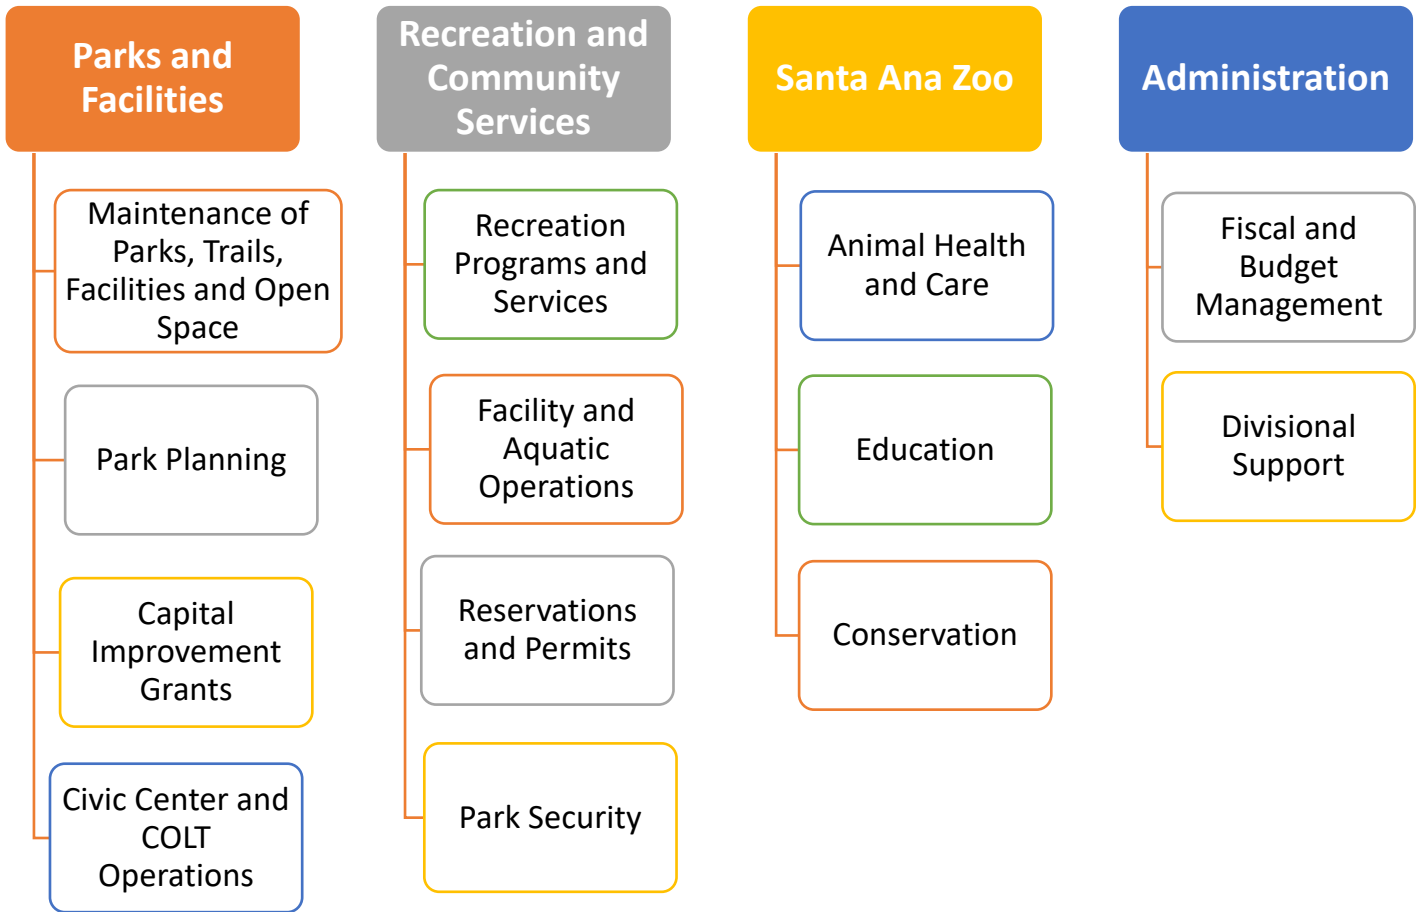 Parks and
Facilities
Maintenance of
Parks, Trails,
Facilities and Open
Space
Park Planning
Capital
Improvement
Grants
Civic Center and
COLT
Operations
Recreation and
Community
Services
Recreation
Programs and
Services
Facility and
Aquatic
Operations
Reservations
and Permits
Park Security
Santa Ana Zoo
Animal Health
and Care
Education
Conservation
Administration
Fiscal and
Budget
Management
Divisional
Support